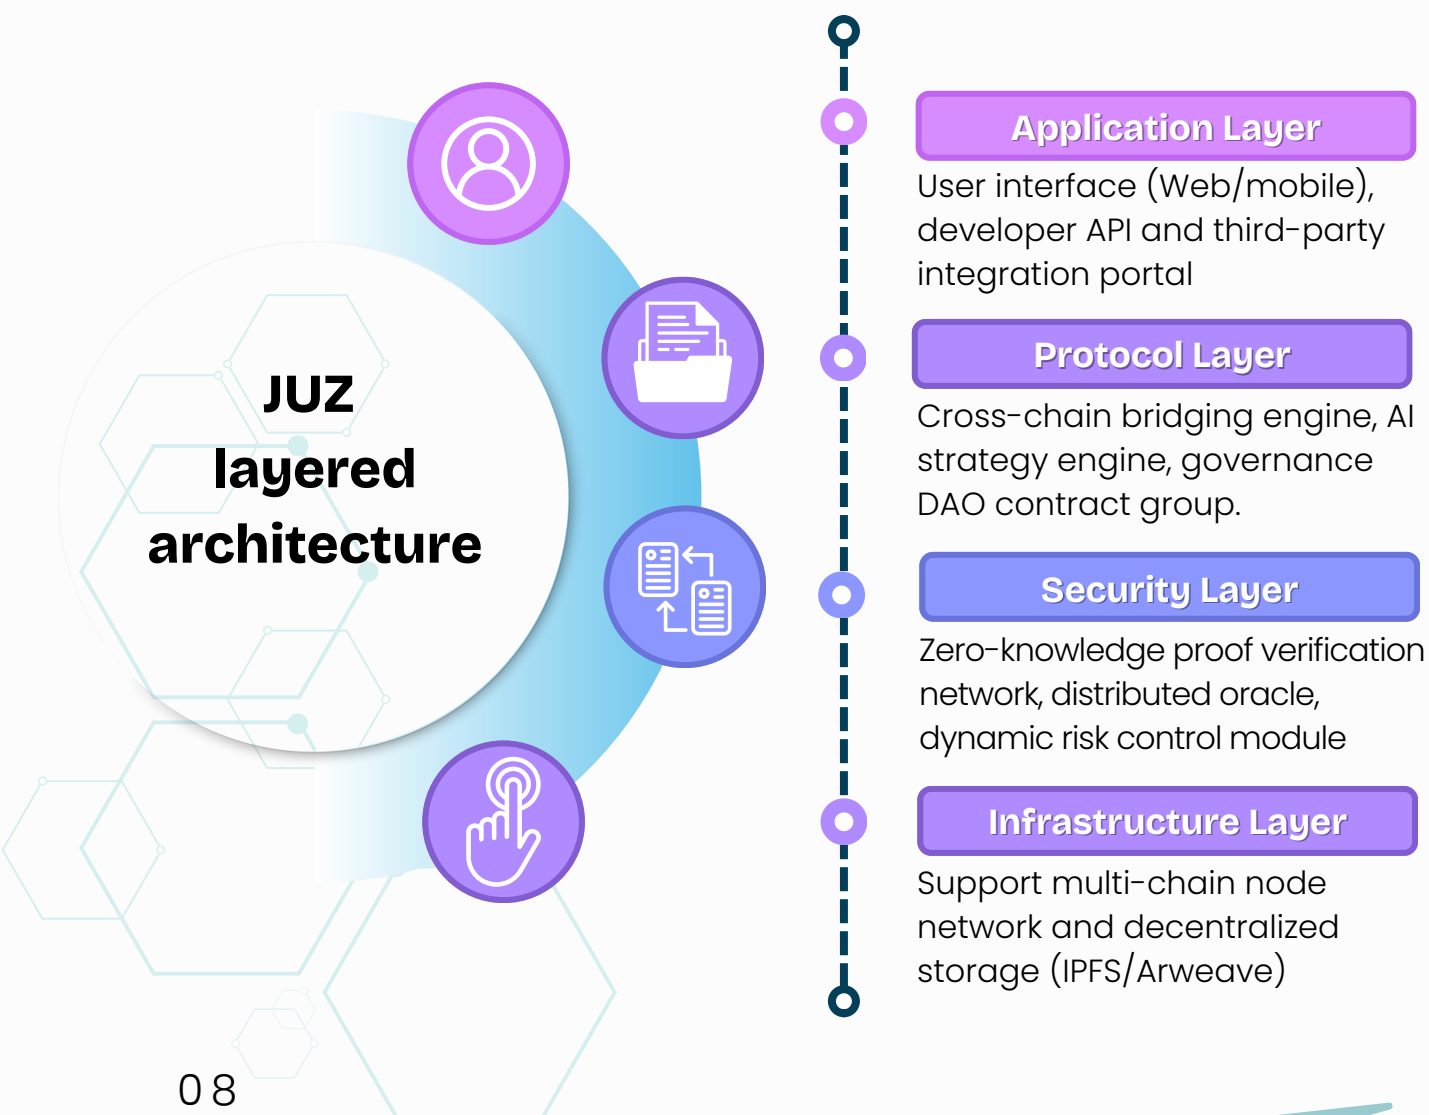 JUZ
layered
architecture
Application Layer
User interface (Web/mobile),
developer API and third-party
integration portal
Protocol Layer
Cross-chain bridging engine, AI
strategy engine, governance
DAO contract group.
Security Layer
Zero-knowledge proof verification
network, distributed oracle,
dynamic risk control module
Infrastructure Layer
Support multi-chain node
network and decentralized
storage (IPFS/Arweave)
08